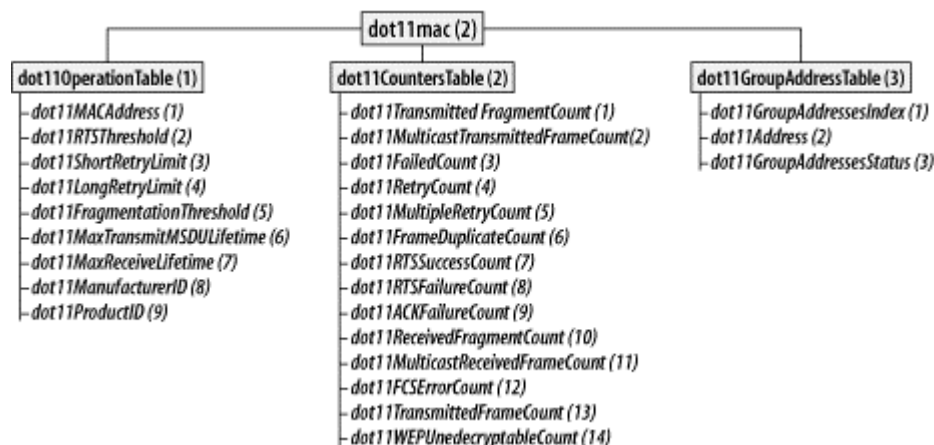 dot11mac (2)
dot11OperationTable (1)
dot11MACAddress (1)
dot11RTSThreshold (2)
dot11ShortRetryLimit (3)
dot11LongRetryLimit (4)
dot11FragmentationThreshold (5)
dot11MaxTransmitMSDULifetime (6)
dot11MaxReceiveLifetime (7)
dot11ManufacturerID (8)
dot11ProductID (9)
dot11CountersTable (2)
dot11Transmitted FragmentCount (1)
dot11MulticastTransmittedFrameCount(2)
dot11FailedCount (3)
dot11RetryCount (4)
dot11MultipleRetryCount (5)
dot11FrameDuplicateCount (6)
dot11RTSSuccessCount (7)
dot11RTSFailureCount (8)
dot11ACKFailureCount (9)
dot11ReceivedFragmentCount (10)
dot11MulticastReceivedFrameCount (11)
dot11FCSErrorCount (12)
dot11TransmittedFrameCount (13)
dot11WEPUnedecryptableCount (14)
dot11GroupAddressTable (3)
dot11GroupAddressesIndex (1)
dot11Address (2)
dot11GroupAddressesStatus (3)